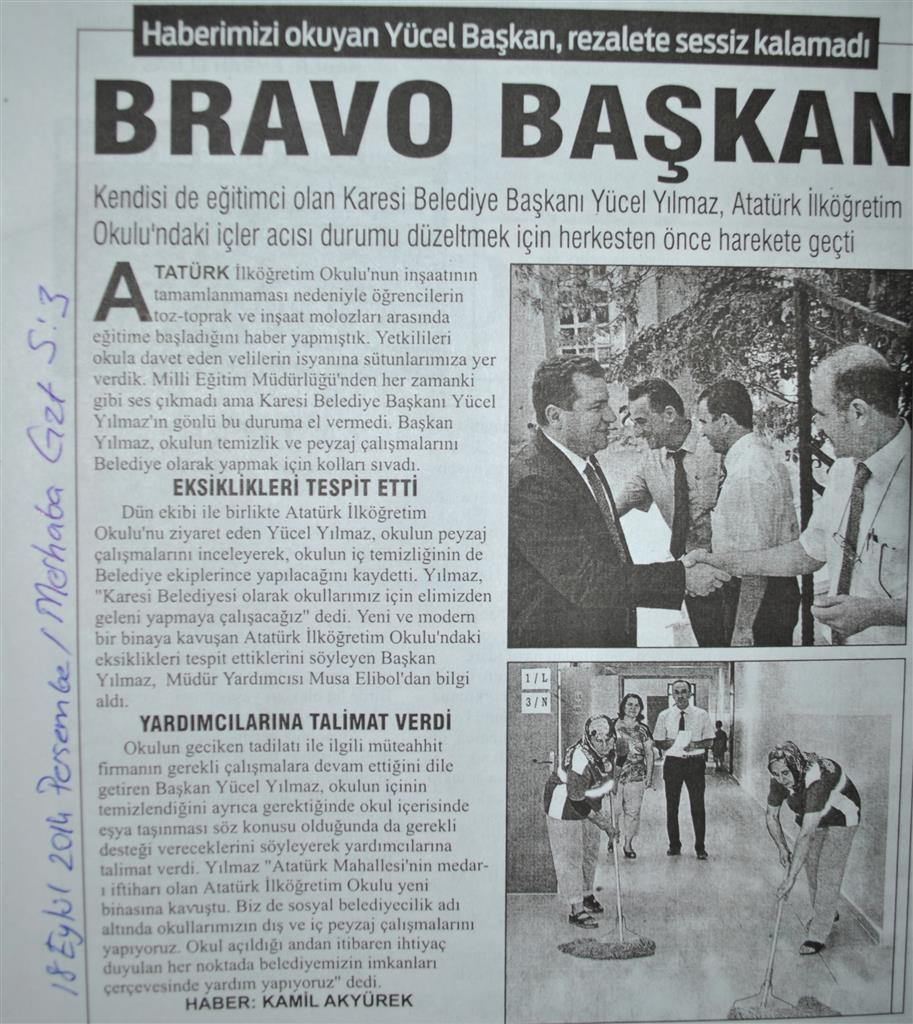 Haberimizi okuyan Yücel Başkan, rezalete sessiz kalamadı
BRAVO BAŞKAN
Kendisi de eğitimci olan Karesi Belediye Başkanı Yücel Yılmaz, Atatürk İlköğretim
Okulu'ndaki içler acısı durumu düzeltmek için herkesten önce harekete geçti
ATATÜRK İlköğretim Okulu'nun inşaatının
tamamlanmaması nedeniyle öğrencilerin
toz-toprak ve inşaat molozları arasında
eğitime başladığını haber yapmıştık. Yetkilileri
okula davet eden velilerin isyanına sütunlarımıza yer
verdik. Milli Eğitim Müdürlüğü'nden her zamanki
gibi ses çıkmadı ama Karesi Belediye Başkanı Yücel
Yılmaz'ın gönlü bu duruma el vermedi. Başkan
Yılmaz, okulun temizlik ve peyzaj çalışmalarını
Belediye olarak yapmak için kolları sıvadı.
EKSİKLİKLERİ TESPİT ETTİ
Dün ekibi ile birlikte Atatürk İlköğretim
Okulu'nu ziyaret eden Yücel Yılmaz, okulun peyzaj
çalışmalarını inceleyerek, okulun iç temizliğinin de
Belediye ekiplerince yapılacağını kaydetti. Yılmaz,
"Karesi Belediyesi olarak okullarımız için elimizden
geleni yapmaya çalışacağız" dedi. Yeni ve modern
bir binaya kavuşan Atatürk İlköğretim Okulu'ndaki
eksiklikleri tespit ettiklerini söyleyen Başkan
Yılmaz, Müdür Yardımcısı Musa Elibol'dan bilgi
aldı.
YARDIMCILARINA TALİMAT VERDİ
Okulun geciken tadilatı ile ilgili müteahhit
firmanın gerekli çalışmalara devam ettiğini dile
getiren Başkan Yücel Yılmaz, okulun içinin
temizlendiğini ayrıca gerektiğinde okul içerisinde
eşya taşınması söz konusu olduğunda da gerekli
desteği vereceklerini söyleyerek yardımcılarına
talimat verdi. Yılmaz "Atatürk Mahallesi'nin medar-
ı iftiharı olan Atatürk İlköğretim Okulu yeni
binasına kavuştu. Biz de sosyal belediyecilik adı
altında okullarımızın dış ve iç peyzaj çalışmalarını
yapıyoruz. Okul açıldığı andan itibaren ihtiyaç
duyulan her noktada belediyemizin imkanları
çerçevesinde yardım yapıyoruz" dedi.
HABER: KAMİL AKYÜREK
1/L
3/N
18 Eylül 2014 Perşembe / Merhaba Gzt S:3